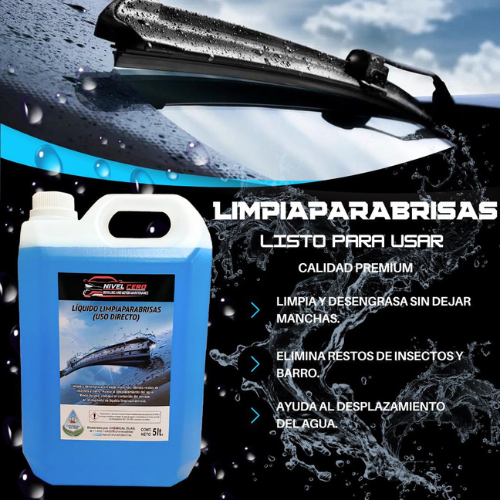 LIMPIAPARABRISAS
LISTO PARA USAR
CALIDAD PREMIUM
LIMPIA Y DESENGRASA SIN DEJAR
MANCHAS.
ELIMINA RESTOS DE INSECTOS Y
BARRO.
AYUDA AL DESPLAZAMIENTO
DEL AGUA.
NIVEL CERO
LÍQUIDO LIMPIAPARABRISAS
(USO DIRECTO)
CONT.
NETO 5lt.